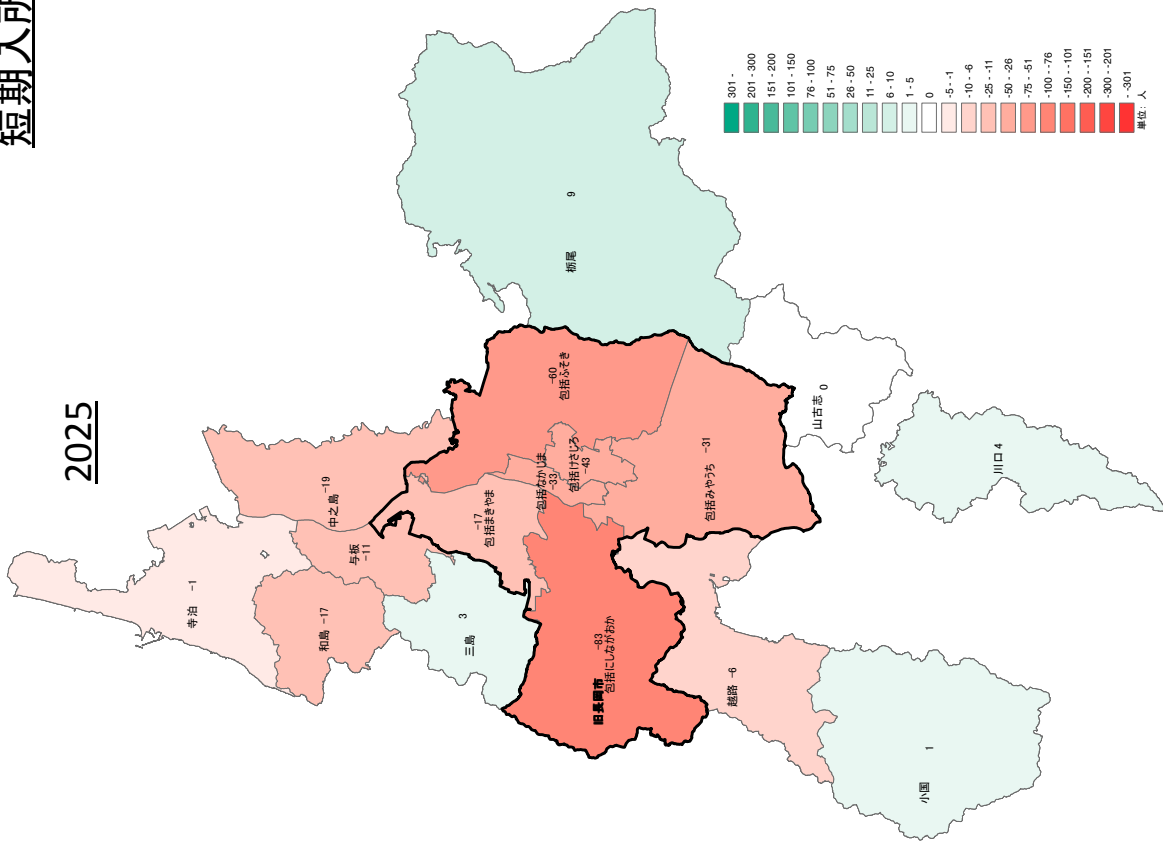 短期入所
2025
寺泊 -1
和島 -17
中之島 -19
与板
-11
三島 3
-17
包括まきやま
包括なかじま
-33
包括けさじろ
-43
-60
包括ふそき
栃尾 9
-83
包括にしながおか
旧長岡市
包括みやうち -31
越路 -6
山古志 0
川口 4
小国 1
301 -
201 - 300
151 - 200
101 - 150
76 - 100
51 - 75
26 - 50
11 - 25
6 - 10
1 - 5
0
-5 - -1
-10 - -6
-25 - -11
-50 - -26
-75 - -51
-100 - -76
-150 - -101
-200 - -151
-300 - -201
- -301
単位：人